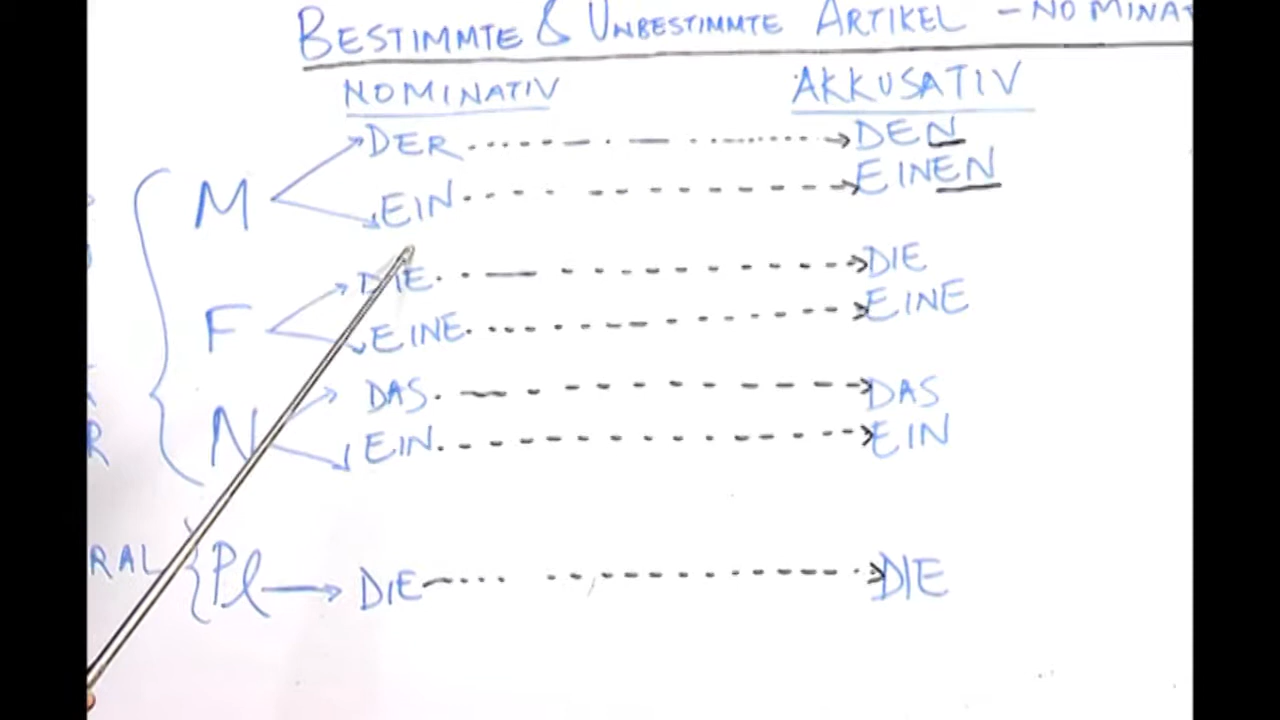 BESTIMMTE & UNBESTIMMTE ARTIKEL - NOMINAT
NOMINATIV AKKUSATIV
M DER DEN
EIN EINEN
F DIE DIE
EINE EINE
N DAS DAS
EIN EIN
RAL Pl DIE DIE